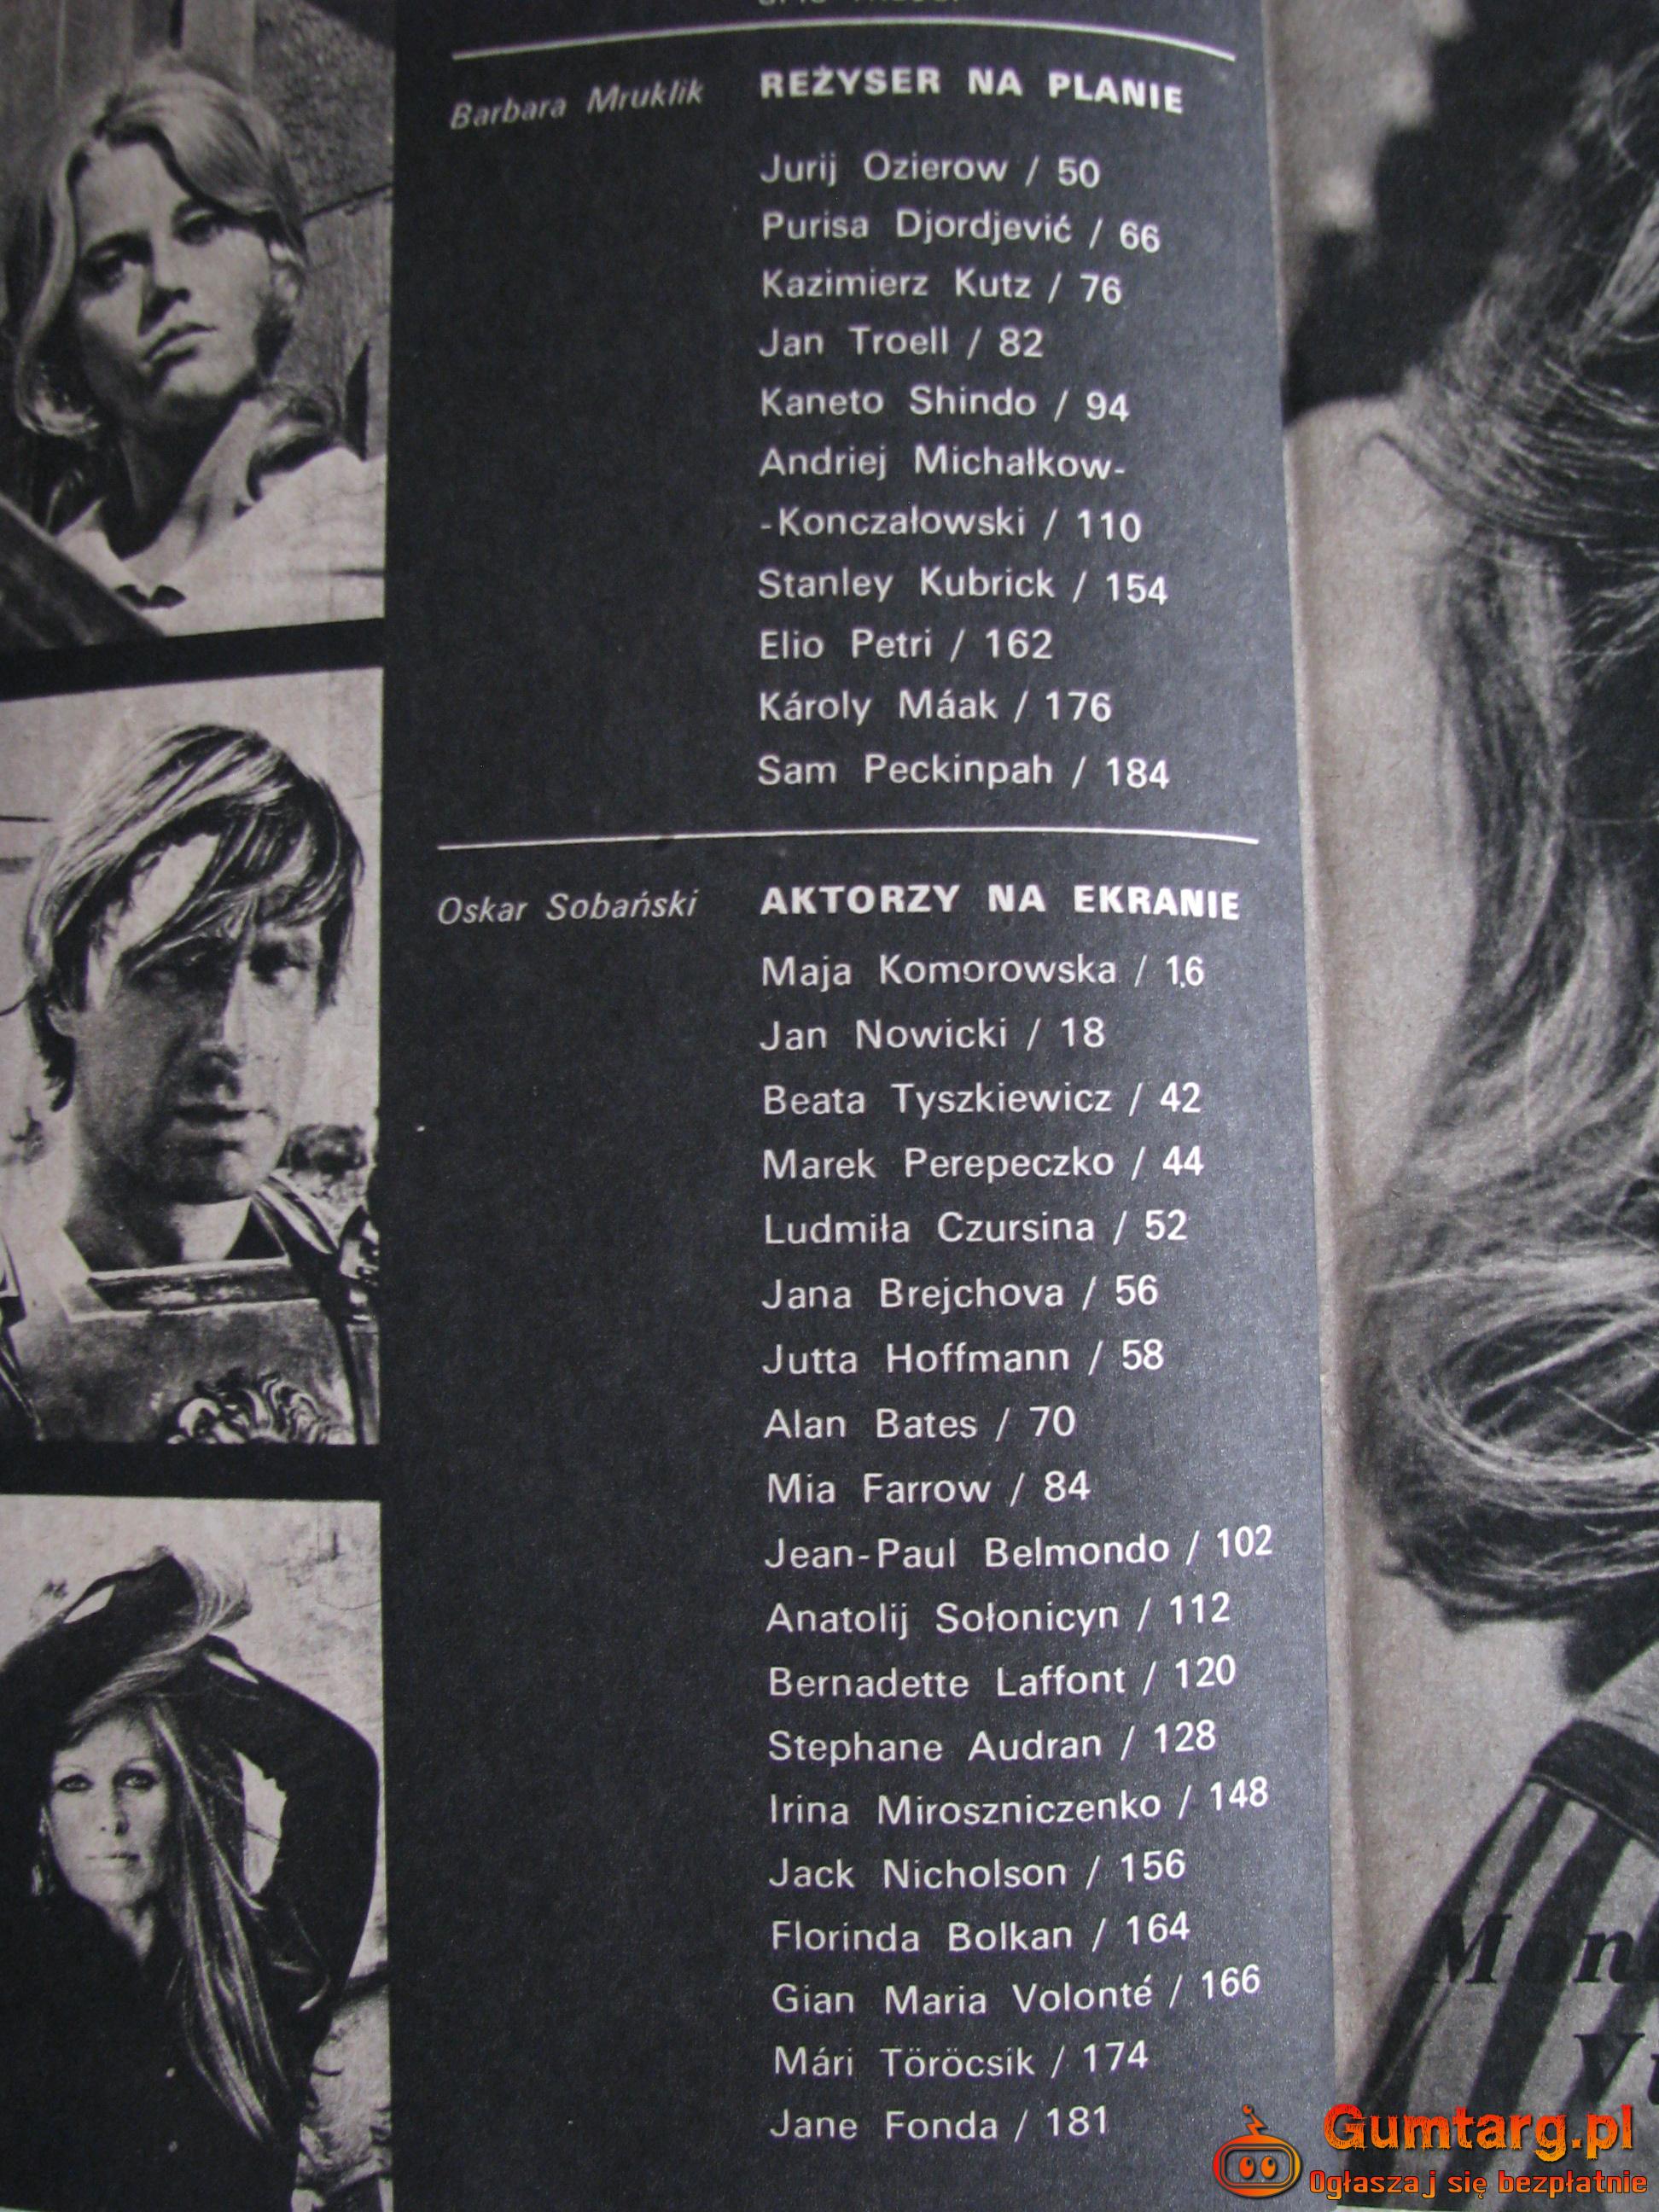 Barbara Mruklik REŻYSER NA PLANIE
Jurij Ozierow / 50
Purisa Djordjević / 66
Kazimierz Kutz / 76
Jan Troell / 82
Kaneto Shindo / 94
Andriej Michałkow-
-Konczałowski / 110
Stanley Kubrick / 154
Elio Petri / 162
Károly Máak / 176
Sam Peckinpah / 184
Oskar Sobański AKTORZY NA EKRANIE
Maja Komorowska / 16
Jan Nowicki / 18
Beata Tyszkiewicz / 42
Marek Perepeczko / 44
Ludmiła Czursina / 52
Jana Brejchova / 56
Jutta Hoffmann / 58
Alan Bates / 70
Mia Farrow / 84
Jean-Paul Belmondo / 102
Anatolij Sołonicyn / 112
Bernadette Laffont / 120
Stephane Audran / 128
Irina Miroszniczenko / 148
Jack Nicholson / 156
Florinda Bolkan / 164
Gian Maria Volonté / 166
Mári Töröcsik / 174
Jane Fonda / 181
Gumtarg.pl
Ogłaszaj się bezpłatnie